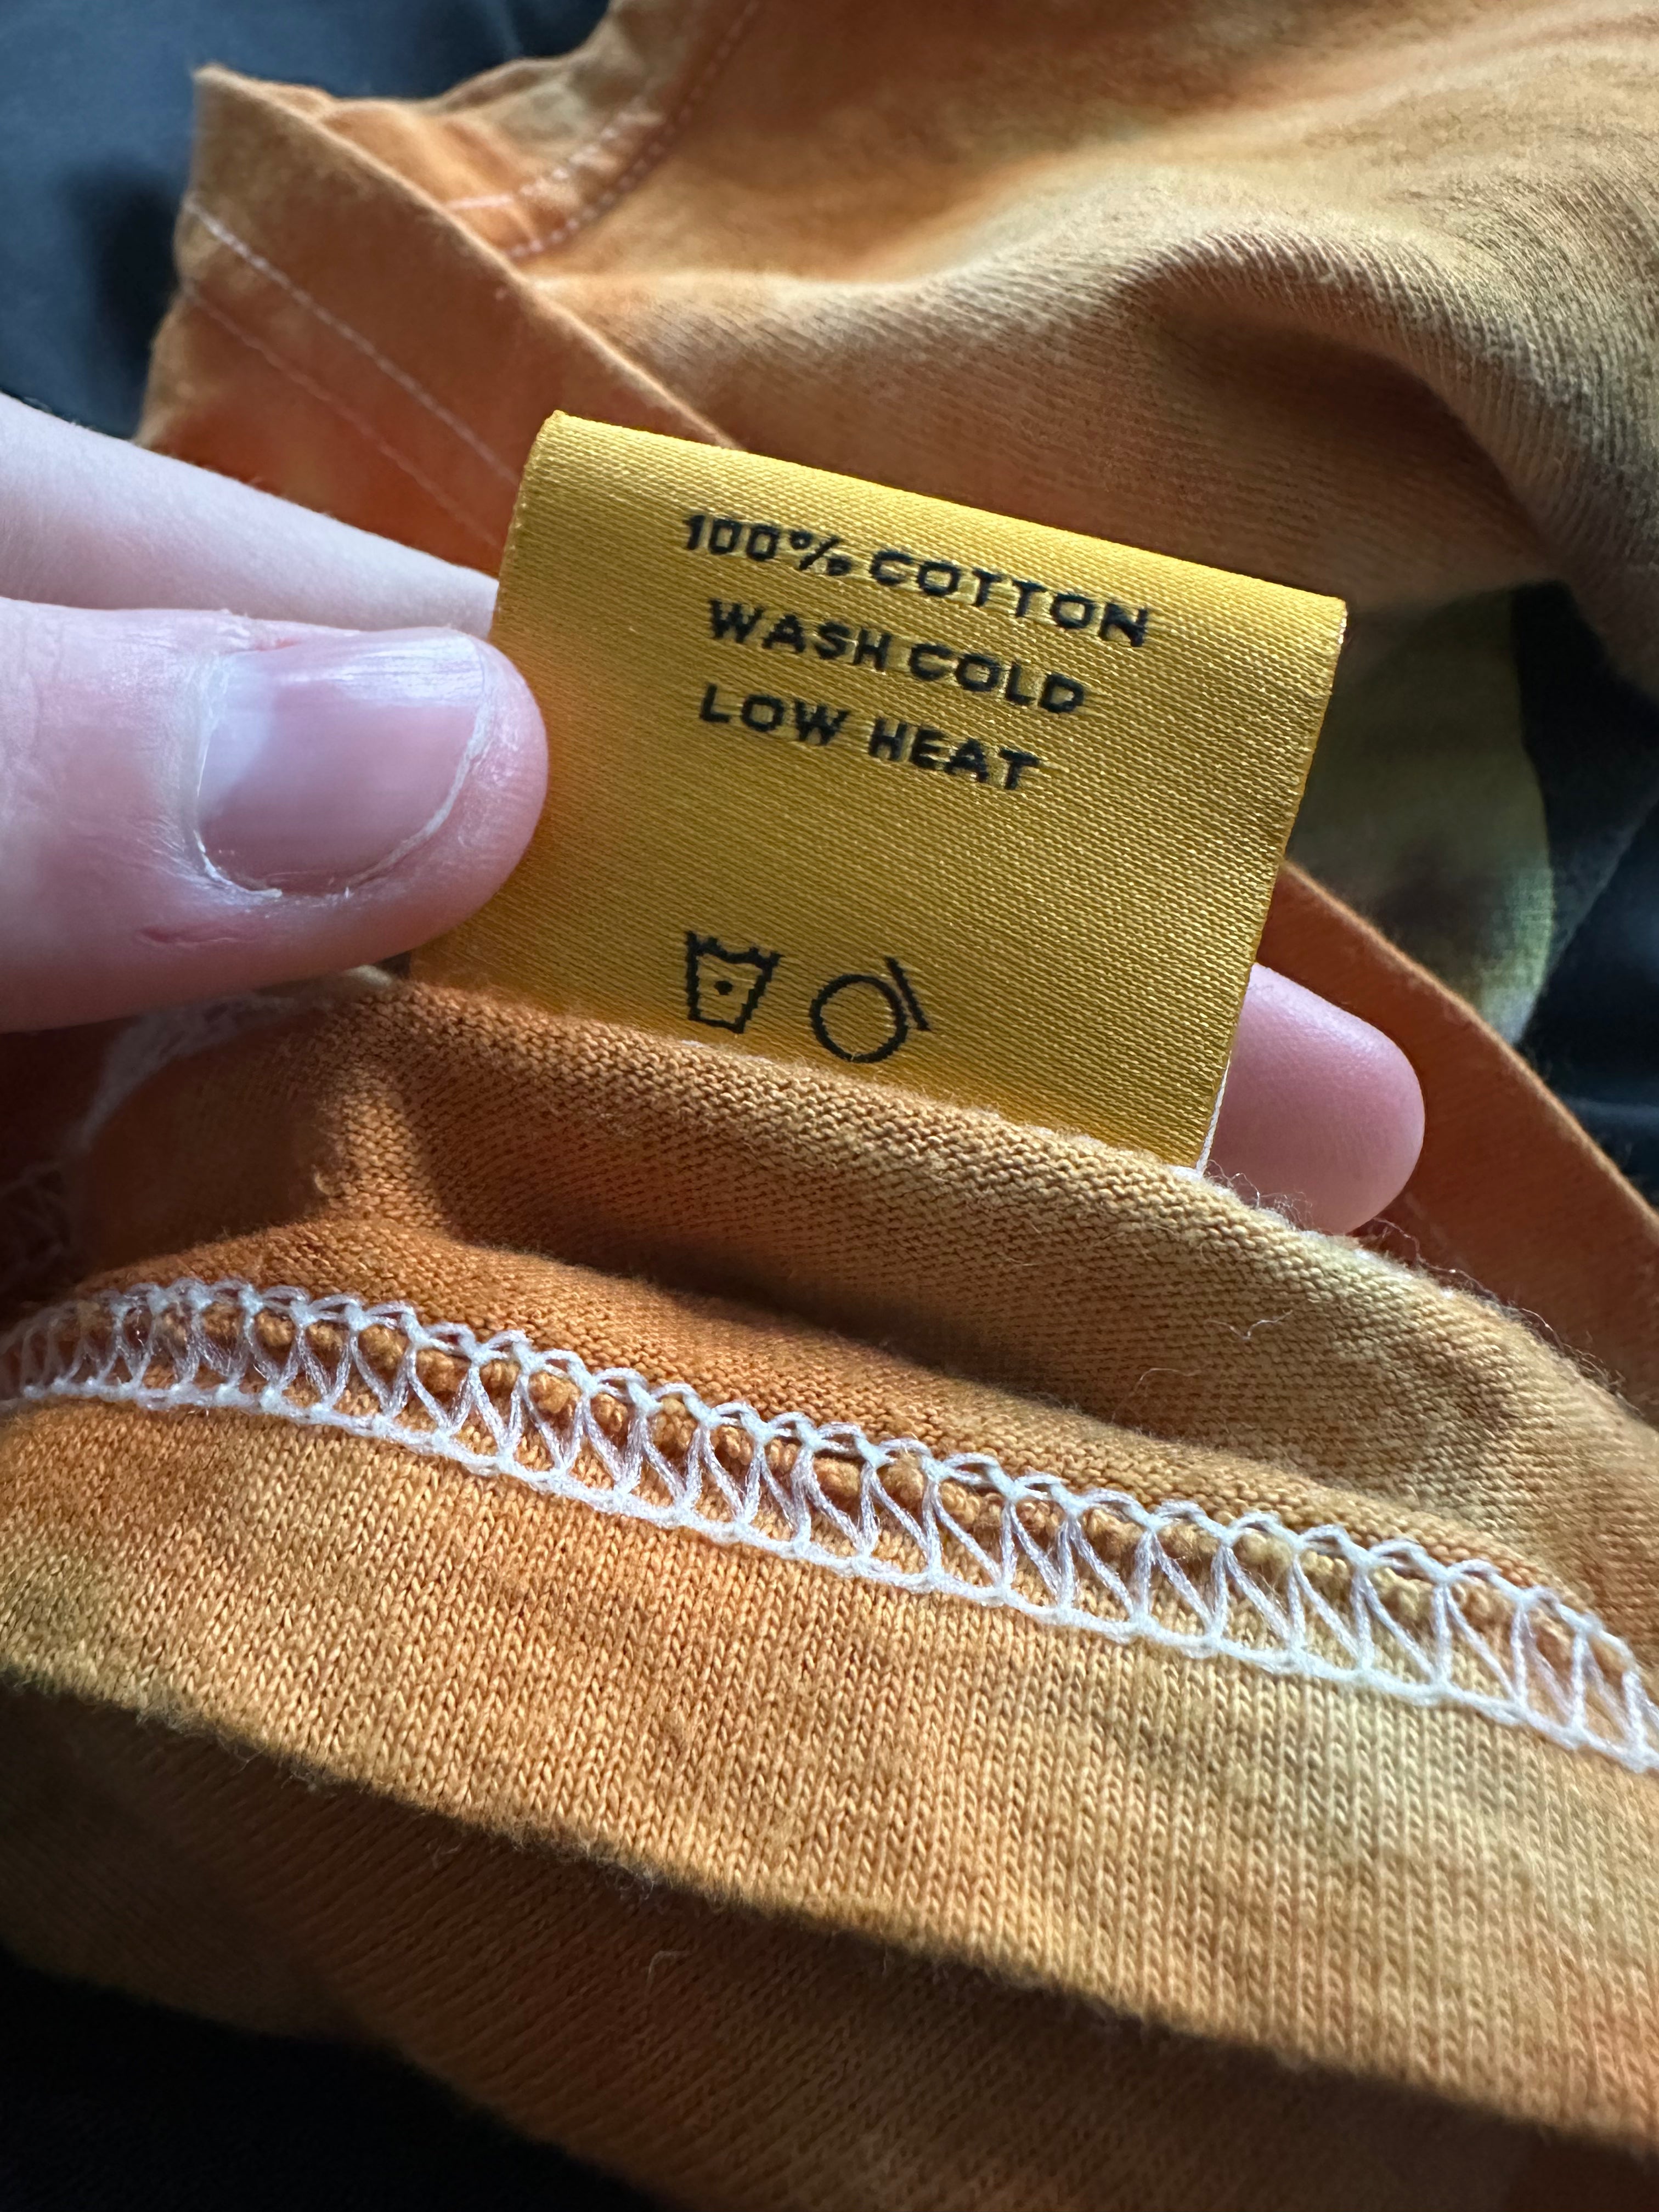 100% COTTON
WASH COLD
LOW HEAT